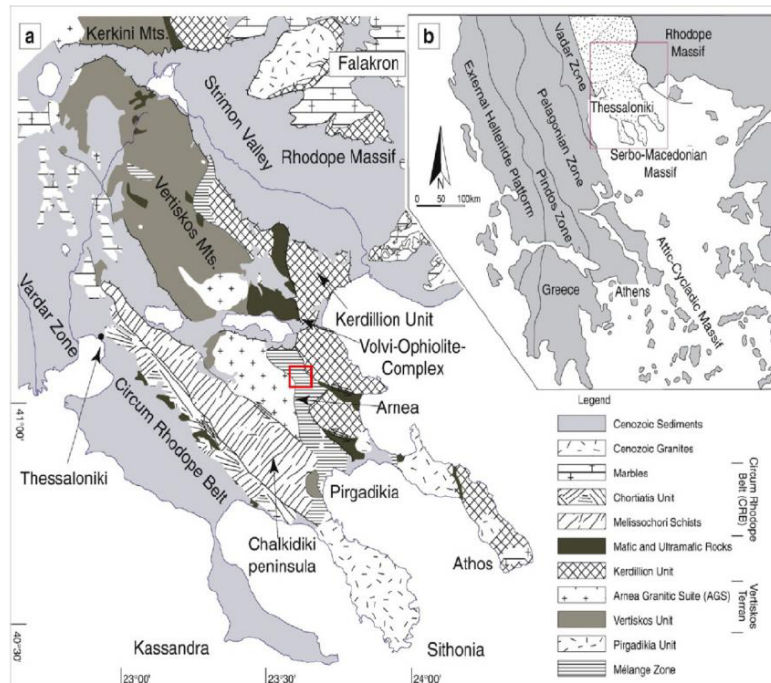 a
Kerkini Mts.
Falakron
Strimon Valley
Rhodope Massif
Vertiskos Mts.
Vardar Zone
Kerdillion Unit
Volvi-Ophiolite-
Complex
Arnea
Circum Rhodope Belt
Thessaloniki
Pirgadikia
Chalkidiki
peninsula
Athos
Kassandra
Sithonia
41°00'
40°30'
23°00'
23°30'
24°00'
b
Vadar Zone
Rhodope
Massif
External Hellenide
Platform
Pelagonian Zone
Pindos Zone
Thessaloniki
Serbo-Macedonian
Massif
N
0 50 100km
Attic-Cycladic Massif
Greece
Athens
Legend
Cenozoic Sediments
Cenozoic Granites
Marbles
Chortiatis Unit
Melissochori Schists
Circum Rhodope
Belt (CRB)
Mafic and Ultramafic Rocks
Kerdillion Unit
Arnea Granitic Suite (AGS)
Vertiskos Unit
Vertiskos
Terran
Pirgadikia Unit
Mélange Zone